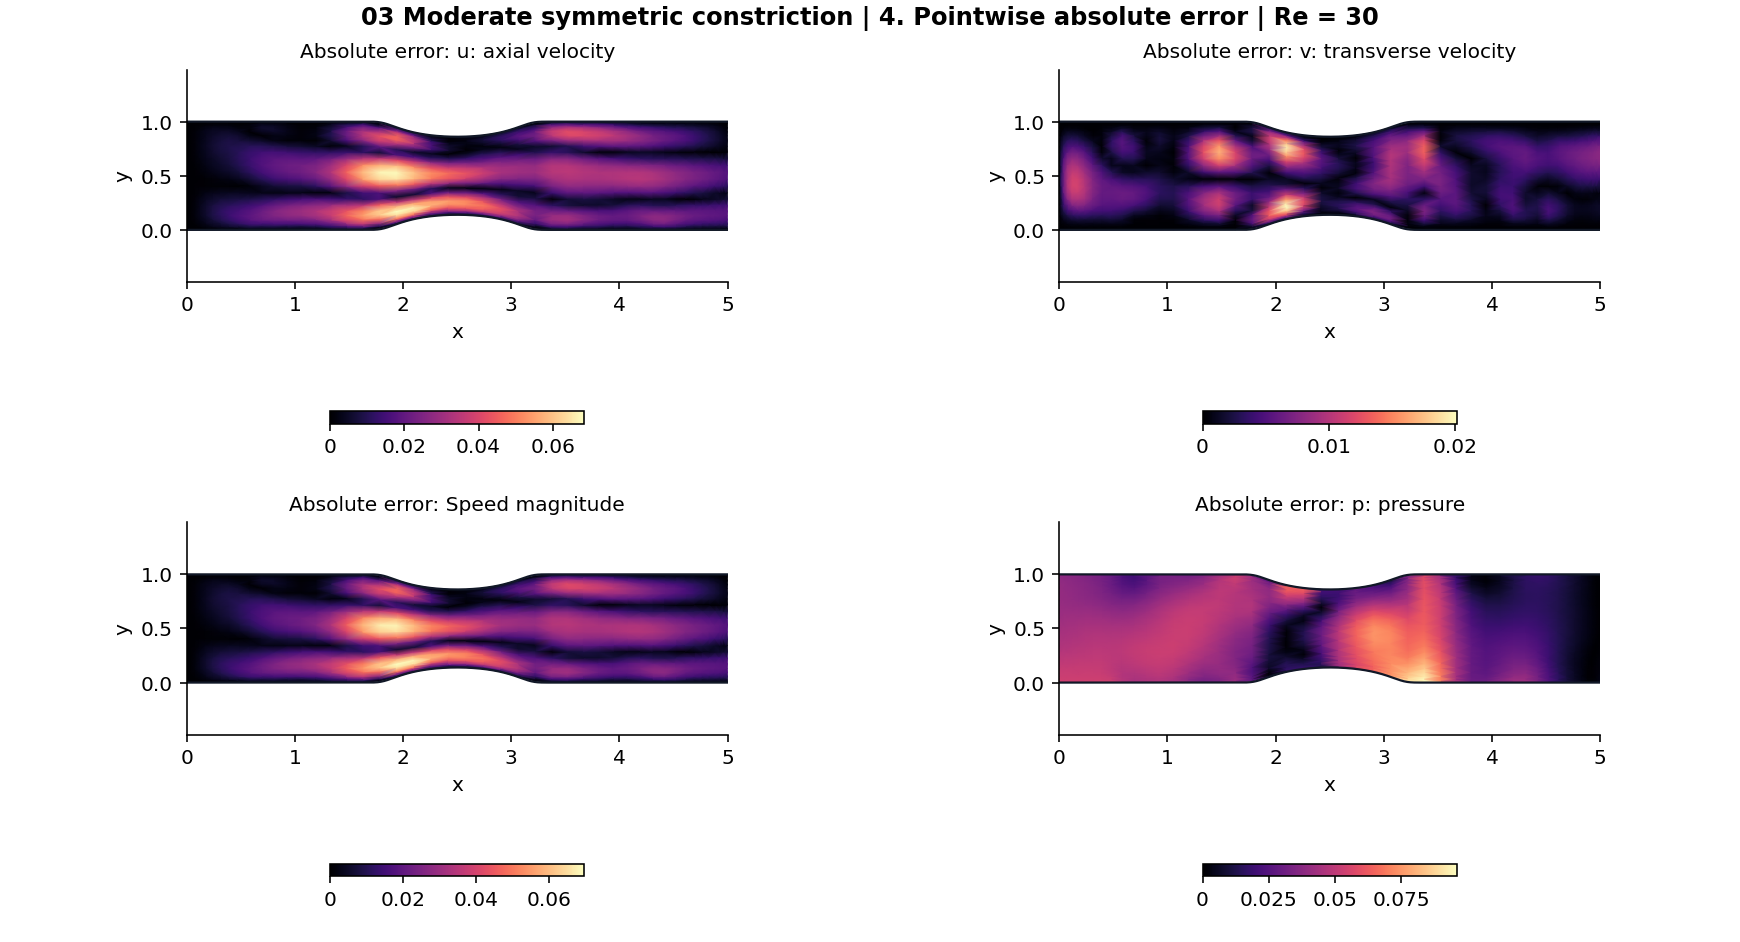 03 Moderate symmetric constriction | 4. Pointwise absolute error | Re = 30
Absolute error: u: axial velocity
1.0
0.5
0.0
y
0 1 2 3 4 5
x
0 0.02 0.04 0.06
Absolute error: v: transverse velocity
1.0
0.5
0.0
y
0 1 2 3 4 5
x
0 0.01 0.02
Absolute error: Speed magnitude
1.0
0.5
0.0
y
0 1 2 3 4 5
x
0 0.02 0.04 0.06
Absolute error: p: pressure
1.0
0.5
0.0
y
0 1 2 3 4 5
x
0 0.025 0.05 0.075